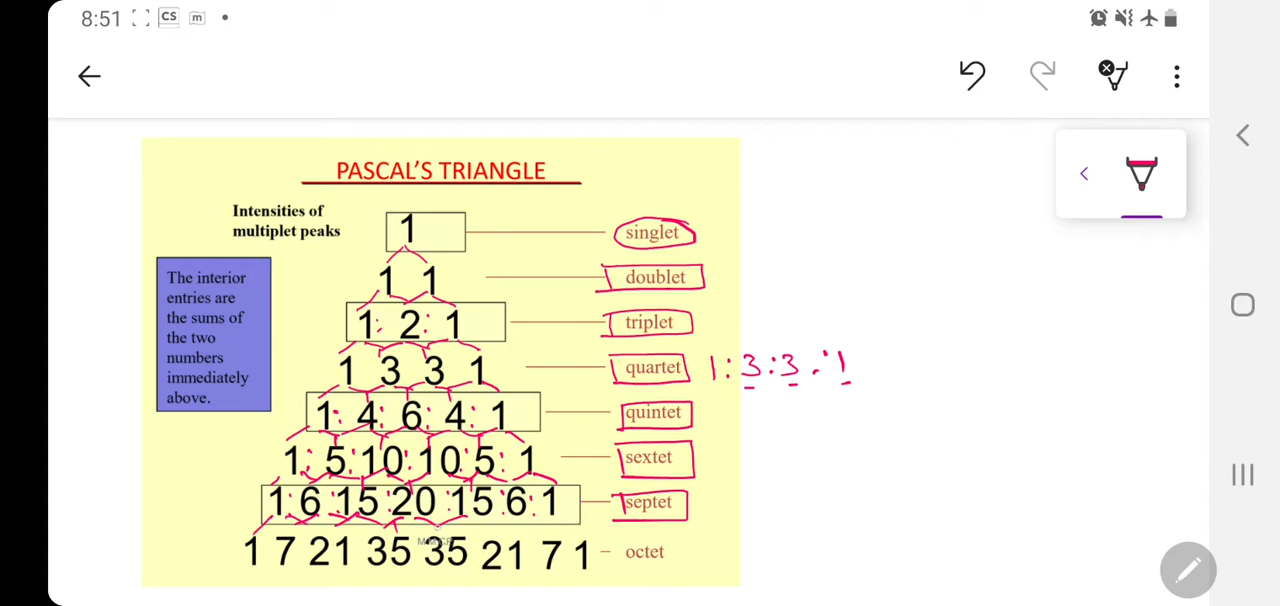 8:51 CS m
PASCAL'S TRIANGLE
Intensities of
multiplet peaks
The interior
entries are
the sums of
the two
numbers
immediately
above.
1 singlet
1 1 doublet
1: 2: 1 triplet
1 3 3 1 quartet 1:3:3:1
1: 4: 6: 4: 1 quintet
1: 5: 10: 10: 5: 1 sextet
1: 6: 15: 20: 15: 6: 1 septet
1 7 21 35 35 21 7 1 – octet